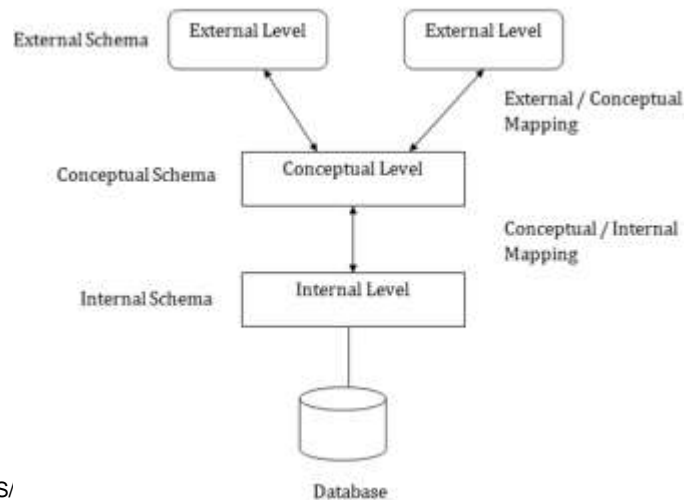 External Schema
External Level
External Level
External / Conceptual
Mapping
Conceptual Schema
Conceptual Level
Conceptual / Internal
Mapping
Internal Schema
Internal Level
S/
Database